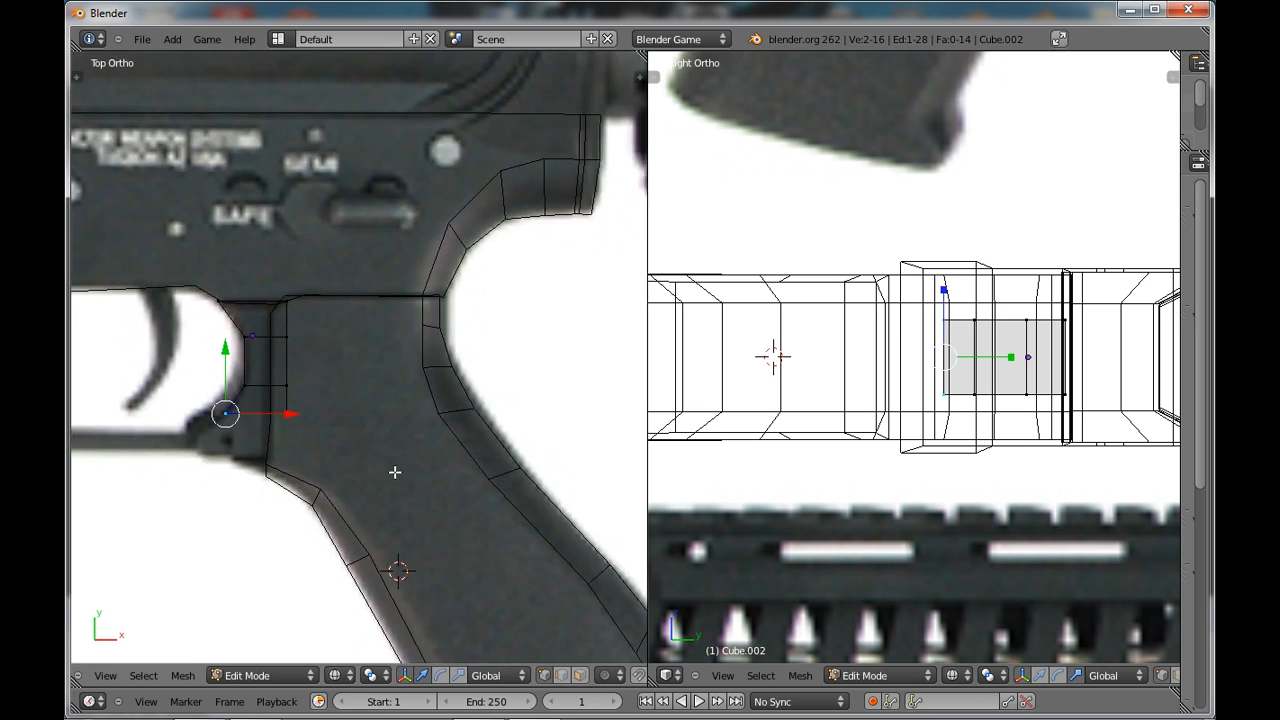 Blender
File Add Game Help Default Scene Blender Game blender.org 262 | Ve:2-16 | Ed:1-28 | Fa:0-14 | Cube.002
Top Ortho
ght Ortho
SEMI
SAFE
y
x
y
(1) Cube.002
View Select Mesh Edit Mode Global View Select Mesh Edit Mode Global
View Marker Frame Playback Start: 1 End: 250 1 No Sync